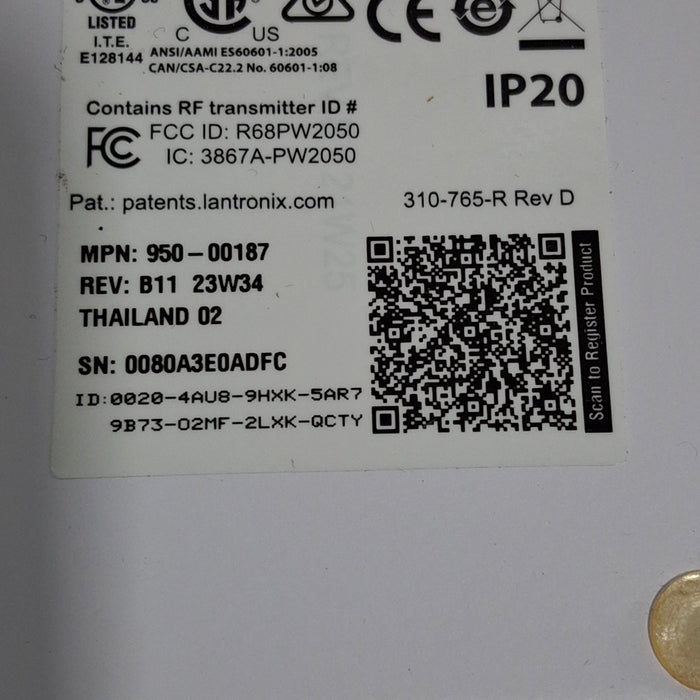 LISTED
I.T.E.
E128144
C US
ANSI/AAMI ES60601-1:2005
CAN/CSA-C22.2 No. 60601-1:08
CE
IP20
Contains RF transmitter ID #
FC FCC ID: R68PW2050
IC: 3867A-PW2050
Pat.: patents.lantronix.com
310-765-R Rev D
MPN: 950-00187
REV: B11 23W34
THAILAND 02
SN: 0080A3E0ADFC
ID:0020-4AU8-9HXK-5AR7
9B73-02MF-2LXK-QCTY
Scan to Register Product